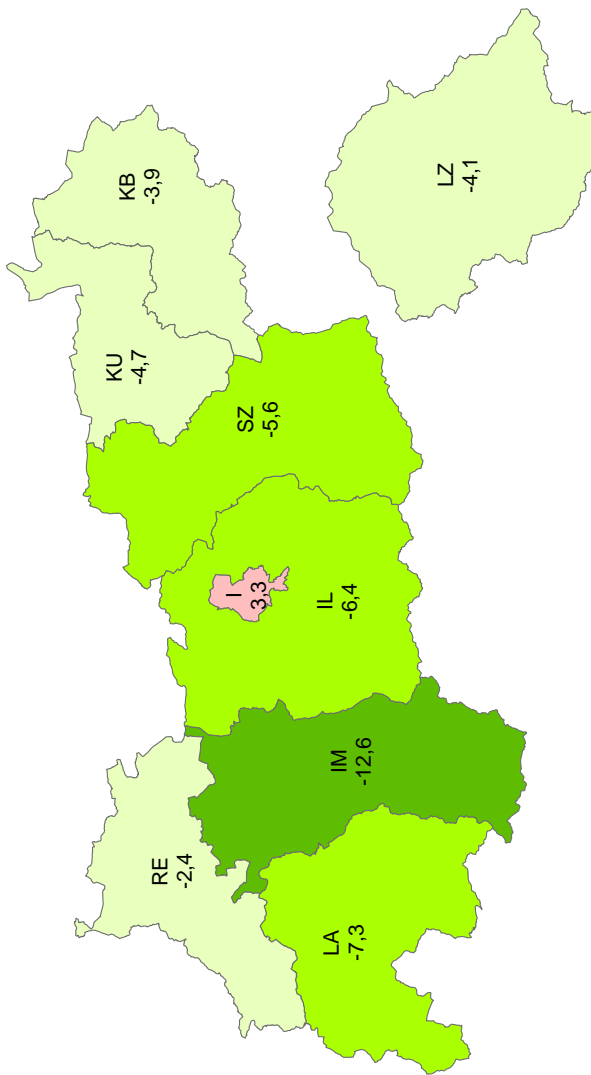 KB
-3,9
KU
-4,7
LZ
-4,1
SZ
-5,6
I
3,3
IL
-6,4
IM
-12,6
RE
-2,4
LA
-7,3